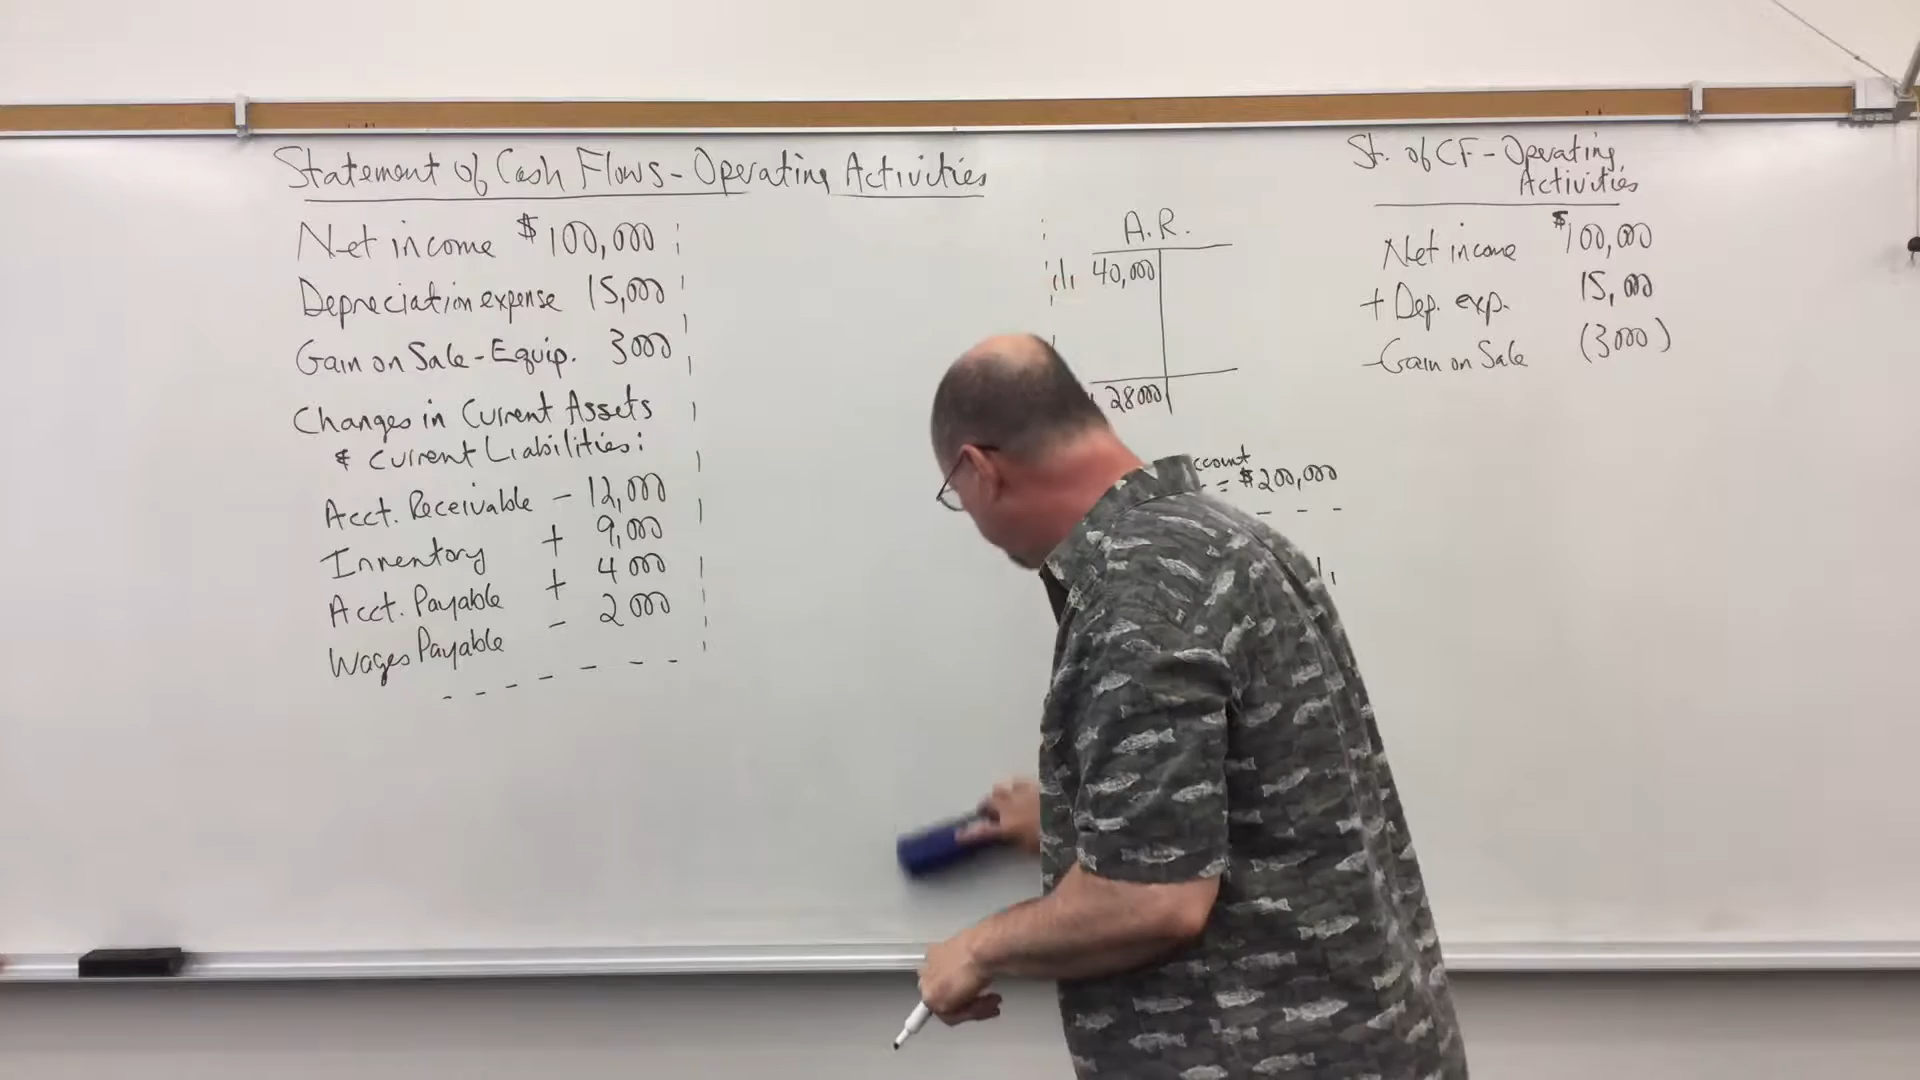 Statement of Cash Flows - Operating Activities
Net income $100,000
Depreciation expense 15,000
Gain on Sale - Equip. 3000
Changes in Current Assets
& Current Liabilities:
Acct. Receivable - 12,000
Inventory + 9,000
Acct. Payable + 4000
Wages Payable - 2000
A.R.
1/1 40,000
28000
ccount
= $200,000
St. of CF - Operating
Activities
Net income $100,000
+ Dep. exp. 15,000
- Gain on Sale (3000)